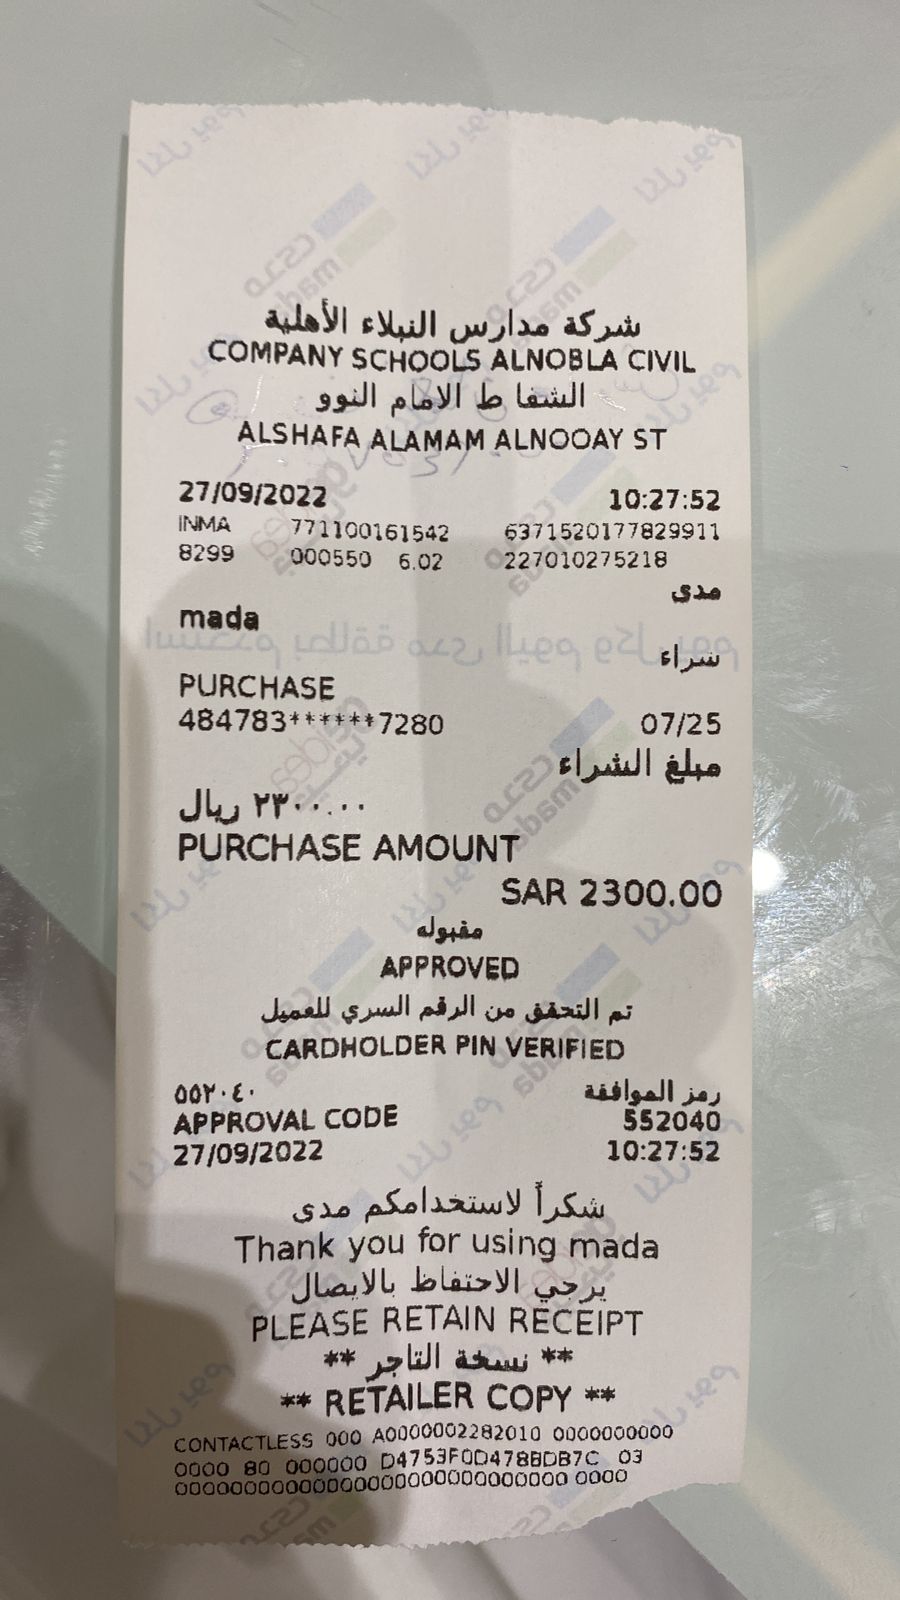 شركة مدارس النبلاء الأهلية
COMPANY SCHOOLS ALNOBLA CIVIL
الشفا ط الامام النوو
ALSHAFA ALAMAM ALNOOAY ST
27/09/2022 10:27:52
INMA 771100161542 6371520177829911
8299 000550 6.02 227010275218
مدى
mada
شراء
PURCHASE
484783******7280 07/25
مبلغ الشراء
٢٣٠٠.٠٠ ريال
PURCHASE AMOUNT
SAR 2300.00
مقبوله
APPROVED
تم التحقق من الرقم السري للعميل
CARDHOLDER PIN VERIFIED
٥٥٢٠٤٠ رمز الموافقة
APPROVAL CODE 552040
27/09/2022 10:27:52
شكراً لاستخدامكم مدى
Thank you for using mada
يرجي الاحتفاظ بالايصال
PLEASE RETAIN RECEIPT
** نسخة التاجر **
** RETAILER COPY **
CONTACTLESS 000 A0000002282010 0000000000
0000 80 000000 D4753F0D478BDB7C 03